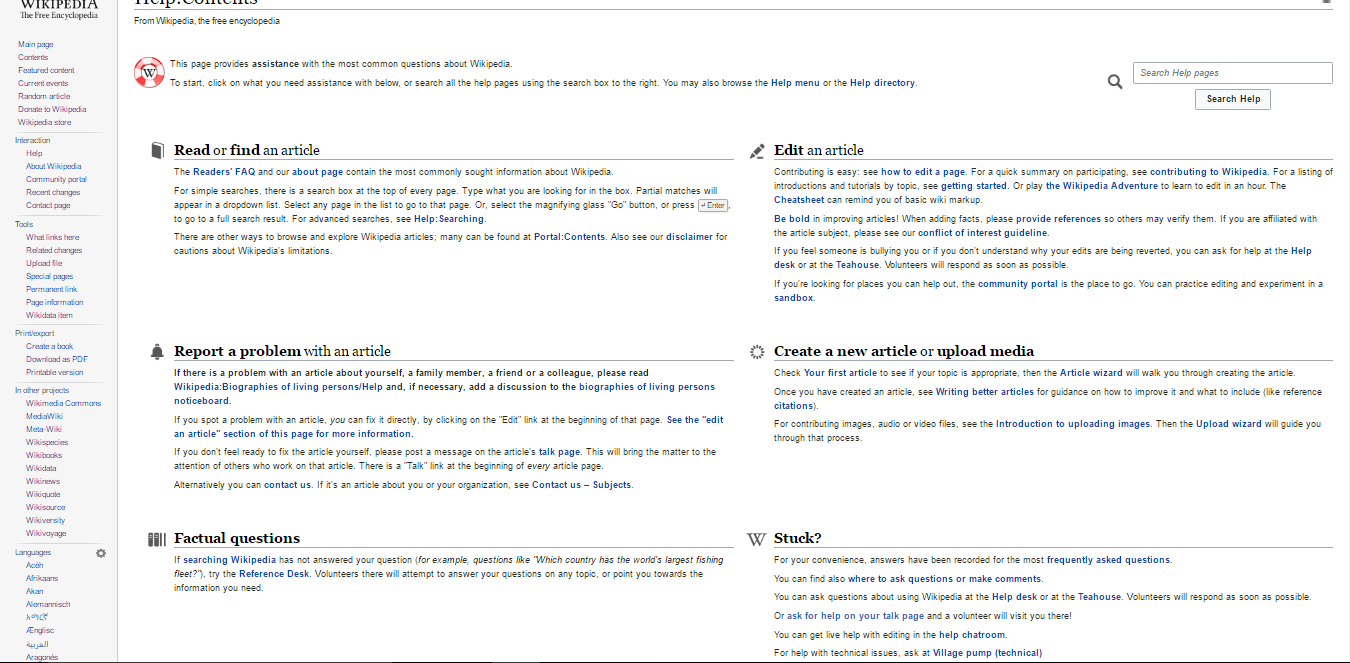 WIKIPEDIA
The Free Encyclopedia
Main page
Contents
Featured content
Current events
Random article
Donate to Wikipedia
Wikipedia store
Interaction
Help
About Wikipedia
Community portal
Recent changes
Contact page
Tools
What links here
Related changes
Upload file
Special pages
Permanent link
Page information
Wikidata item
Print/export
Create a book
Download as PDF
Printable version
In other projects
Wikimedia Commons
MediaWiki
Meta-Wiki
Wikispecies
Wikibooks
Wikidata
Wikinews
Wikiquote
Wikisource
Wikiversity
Wikivoyage
Languages
Acèh
Afrikaans
Akan
Alemannisch
አማርኛ
Ænglisc
العربية
Aragonés
Help:Contents
From Wikipedia, the free encyclopedia
W
This page provides assistance with the most common questions about Wikipedia.
To start, click on what you need assistance with below, or search all the help pages using the search box to the right. You may also browse the Help menu or the Help directory.
Search Help pages
Search Help
Read or find an article
The Readers' FAQ and our about page contain the most commonly sought information about Wikipedia.
For simple searches, there is a search box at the top of every page. Type what you are looking for in the box. Partial matches will
appear in a dropdown list. Select any page in the list to go to that page. Or, select the magnifying glass "Go" button, or press ↵ Enter,
to go to a full search result. For advanced searches, see Help:Searching.
There are other ways to browse and explore Wikipedia articles; many can be found at Portal:Contents. Also see our disclaimer for
cautions about Wikipedia's limitations.
Edit an article
Contributing is easy: see how to edit a page. For a quick summary on participating, see contributing to Wikipedia. For a listing of
introductions and tutorials by topic, see getting started. Or play the Wikipedia Adventure to learn to edit in an hour. The
Cheatsheet can remind you of basic wiki markup.
Be bold in improving articles! When adding facts, please provide references so others may verify them. If you are affiliated with
the article subject, please see our conflict of interest guideline.
If you feel someone is bullying you or if you don't understand why your edits are being reverted, you can ask for help at the Help
desk or at the Teahouse. Volunteers will respond as soon as possible.
If you're looking for places you can help out, the community portal is the place to go. You can practice editing and experiment in a
sandbox.
Report a problem with an article
If there is a problem with an article about yourself, a family member, a friend or a colleague, please read
Wikipedia:Biographies of living persons/Help and, if necessary, add a discussion to the biographies of living persons
noticeboard.
If you spot a problem with an article, you can fix it directly, by clicking on the "Edit" link at the beginning of that page. See the "edit
an article" section of this page for more information.
If you don't feel ready to fix the article yourself, please post a message on the article's talk page. This will bring the matter to the
attention of others who work on that article. There is a "Talk" link at the beginning of every article page.
Alternatively you can contact us. If it's an article about you or your organization, see Contact us – Subjects.
Create a new article or upload media
Check Your first article to see if your topic is appropriate, then the Article wizard will walk you through creating the article.
Once you have created an article, see Writing better articles for guidance on how to improve it and what to include (like reference
citations).
For contributing images, audio or video files, see the Introduction to uploading images. Then the Upload wizard will guide you
through that process.
Factual questions
If searching Wikipedia has not answered your question (for example, questions like "Which country has the world's largest fishing
fleet?"), try the Reference Desk. Volunteers there will attempt to answer your questions on any topic, or point you towards the
information you need.
W
Stuck?
For your convenience, answers have been recorded for the most frequently asked questions.
You can find also where to ask questions or make comments.
You can ask questions about using Wikipedia at the Help desk or at the Teahouse. Volunteers will respond as soon as possible.
Or ask for help on your talk page and a volunteer will visit you there!
You can get live help with editing in the help chatroom.
For help with technical issues, ask at Village pump (technical)